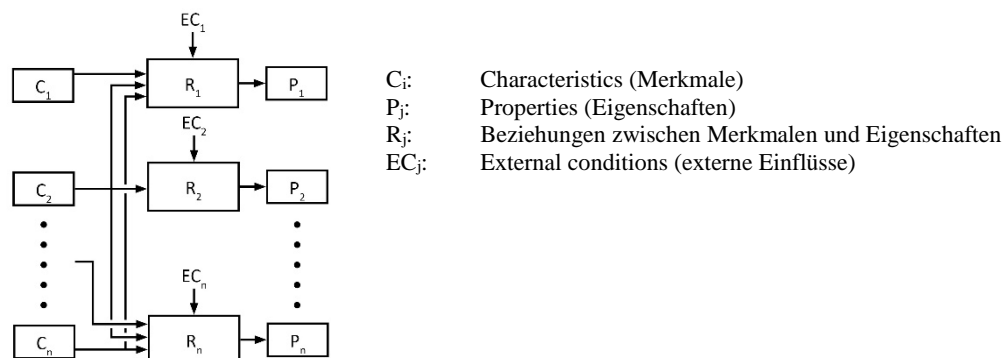 EC₁
C₁ R₁ P₁
EC₂
C₂ R₂ P₂
ECₙ
Cₙ Rₙ Pₙ
Cᵢ: Characteristics (Merkmale)
Pⱼ: Properties (Eigenschaften)
Rⱼ: Beziehungen zwischen Merkmalen und Eigenschaften
ECⱼ: External conditions (externe Einflüsse)